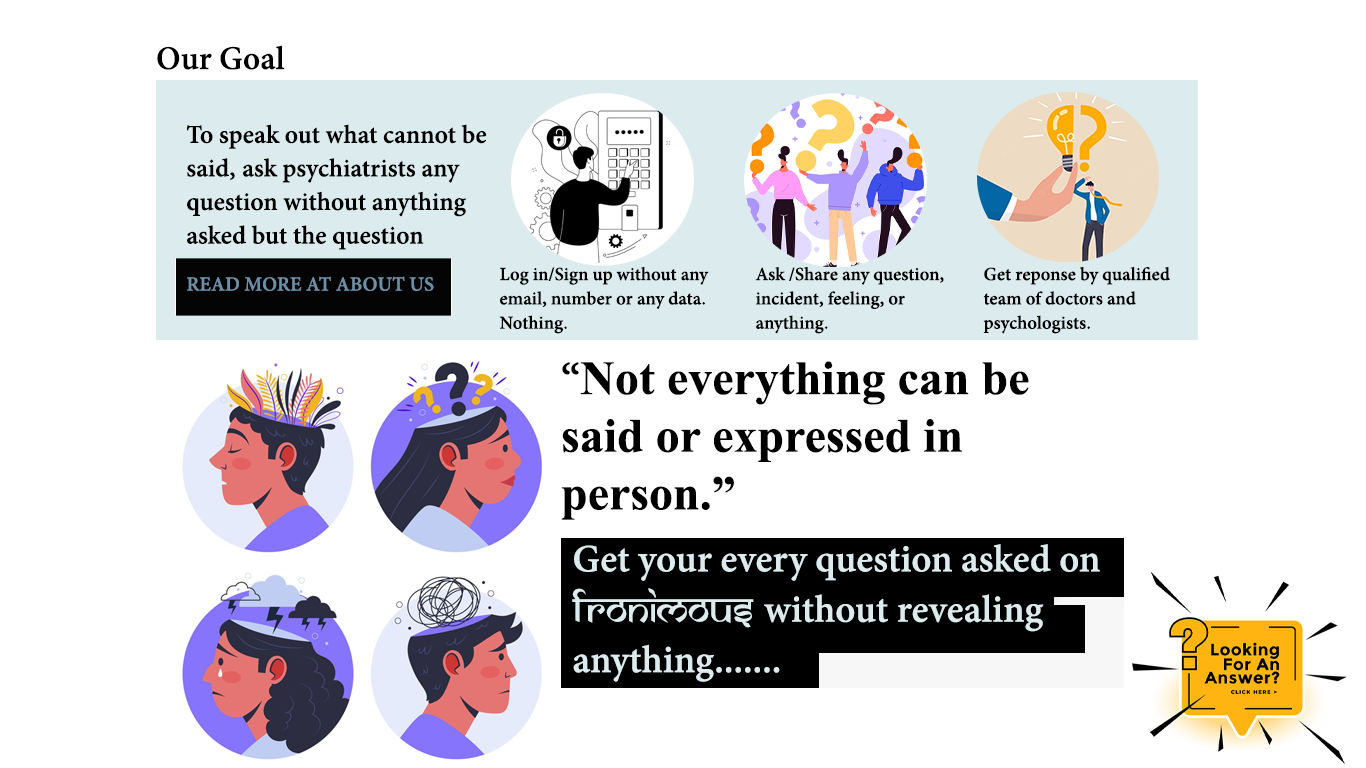 Our Goal
To speak out what cannot be
said, ask psychiatrists any
question without anything
asked but the question
READ MORE AT ABOUT US
Log in/Sign up without any
email, number or any data.
Nothing.
Ask /Share any question,
incident, feeling, or
anything.
Get reponse by qualified
team of doctors and
psychologists.
“Not everything can be
said or expressed in
person.”
Get your every question asked on
fronimous without revealing
anything.......
Looking
For An
Answer?
CLICK HERE ▸